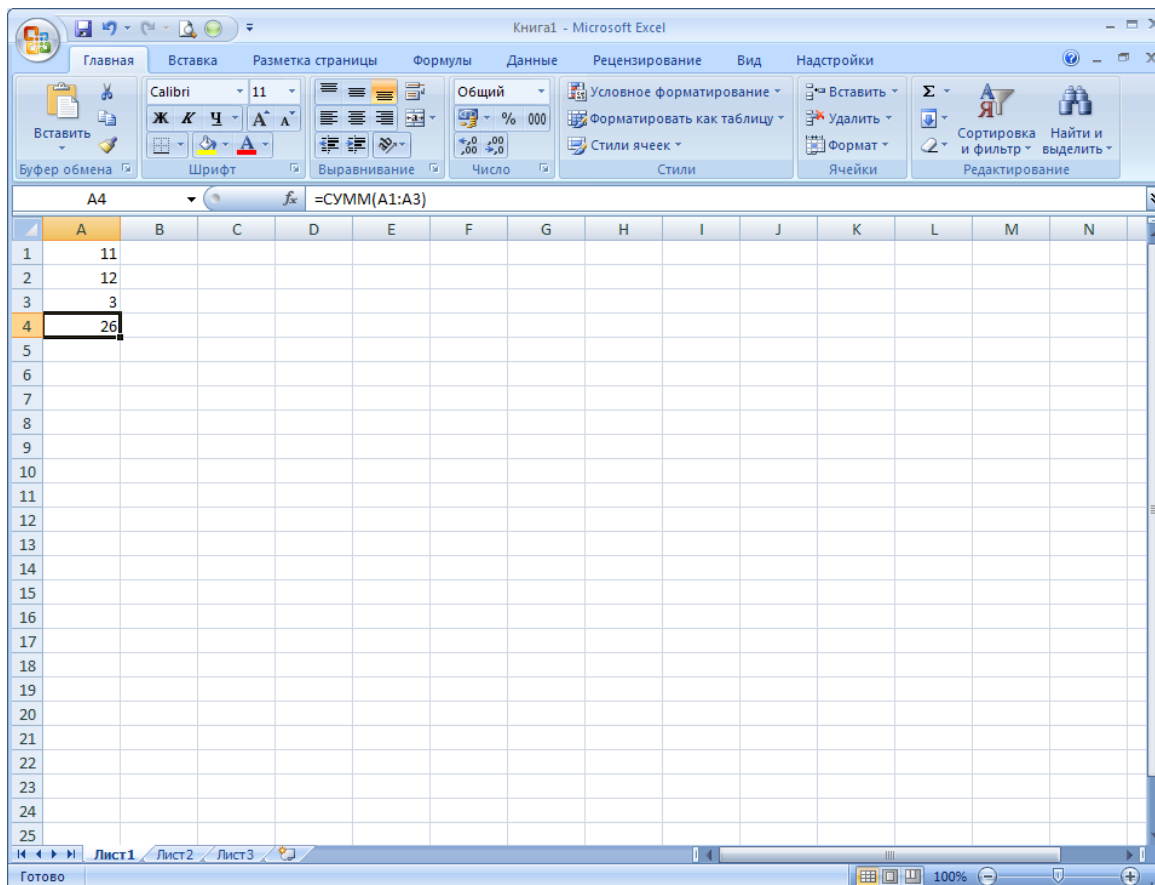 Книга1 - Microsoft Excel
Главная Вставка Разметка страницы Формулы Данные Рецензирование Вид Надстройки
Calibri 11 Общий Условное форматирование Вставить Σ
Ж К Ч А А % 000 Форматировать как таблицу Удалить
Вставить А Стили ячеек Формат Сортировка и фильтр Найти и выделить
Буфер обмена Шрифт Выравнивание Число Стили Ячейки Редактирование
A4 fx =СУММ(A1:A3)
A B C D E F G H I J K L M N
1 11
2 12
3 3
4 26
5
6
7
8
9
10
11
12
13
14
15
16
17
18
19
20
21
22
23
24
25
Лист1 Лист2 Лист3
Готово 100%